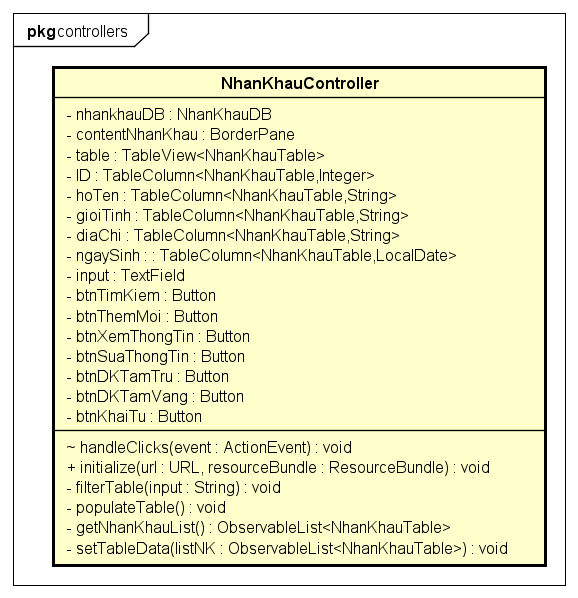 pkg controllers
NhanKhauController
- nhankhauDB : NhanKhauDB
- contentNhanKhau : BorderPane
- table : TableView<NhanKhauTable>
- ID : TableColumn<NhanKhauTable,Integer>
- hoTen : TableColumn<NhanKhauTable,String>
- gioiTinh : TableColumn<NhanKhauTable,String>
- diaChi : TableColumn<NhanKhauTable,String>
- ngaySinh : : TableColumn<NhanKhauTable,LocalDate>
- input : TextField
- btnTimKiem : Button
- btnThemMoi : Button
- btnXemThongTin : Button
- btnSuaThongTin : Button
- btnDKTamTru : Button
- btnDKTamVang : Button
- btnKhaiTu : Button
~ handleClicks(event : ActionEvent) : void
+ initialize(url : URL, resourceBundle : ResourceBundle) : void
- filterTable(input : String) : void
- populateTable() : void
- getNhanKhauList() : ObservableList<NhanKhauTable>
- setTableData(listNK : ObservableList<NhanKhauTable>) : void